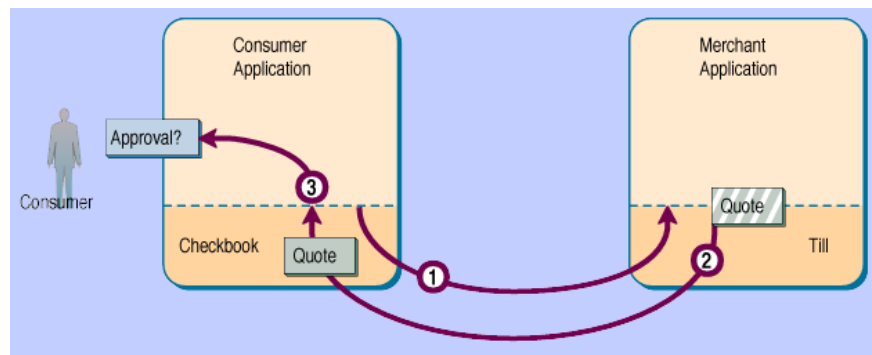 Consumer
Application
Merchant
Application
Approval?
3
Consumer
Quote
Checkbook
Quote
Till
2
1